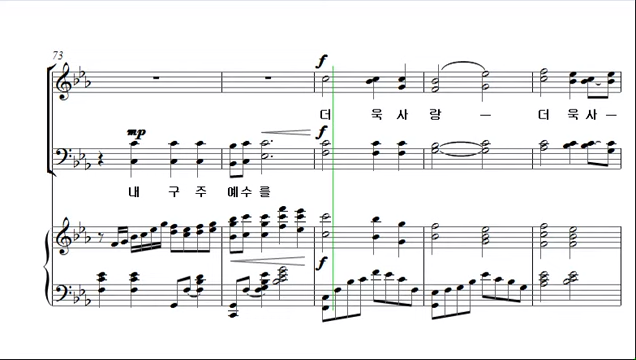 73
f
더 욱 사 랑 — 더 욱 사 —
mp f
내 구 주 예수 를
f